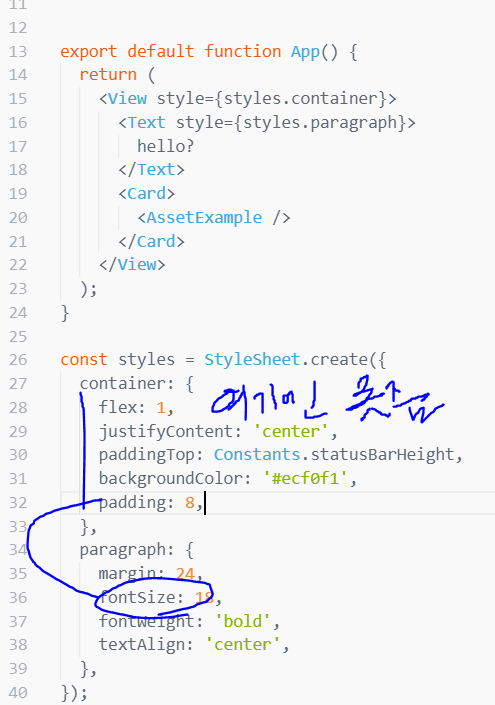 11
12
13 export default function App() {
14 return (
15 <View style={styles.container}>
16 <Text style={styles.paragraph}>
17 hello?
18 </Text>
19 <Card>
20 <AssetExample />
21 </Card>
22 </View>
23 );
24 }
25
26 const styles = StyleSheet.create({
27 container: {
여기엔 못씀
28 flex: 1,
29 justifyContent: 'center',
30 paddingTop: Constants.statusBarHeight,
31 backgroundColor: '#ecf0f1',
32 padding: 8,
33 },
34 paragraph: {
35 margin: 24,
36 fontSize: 18,
37 fontWeight: 'bold',
38 textAlign: 'center',
39 },
40 });